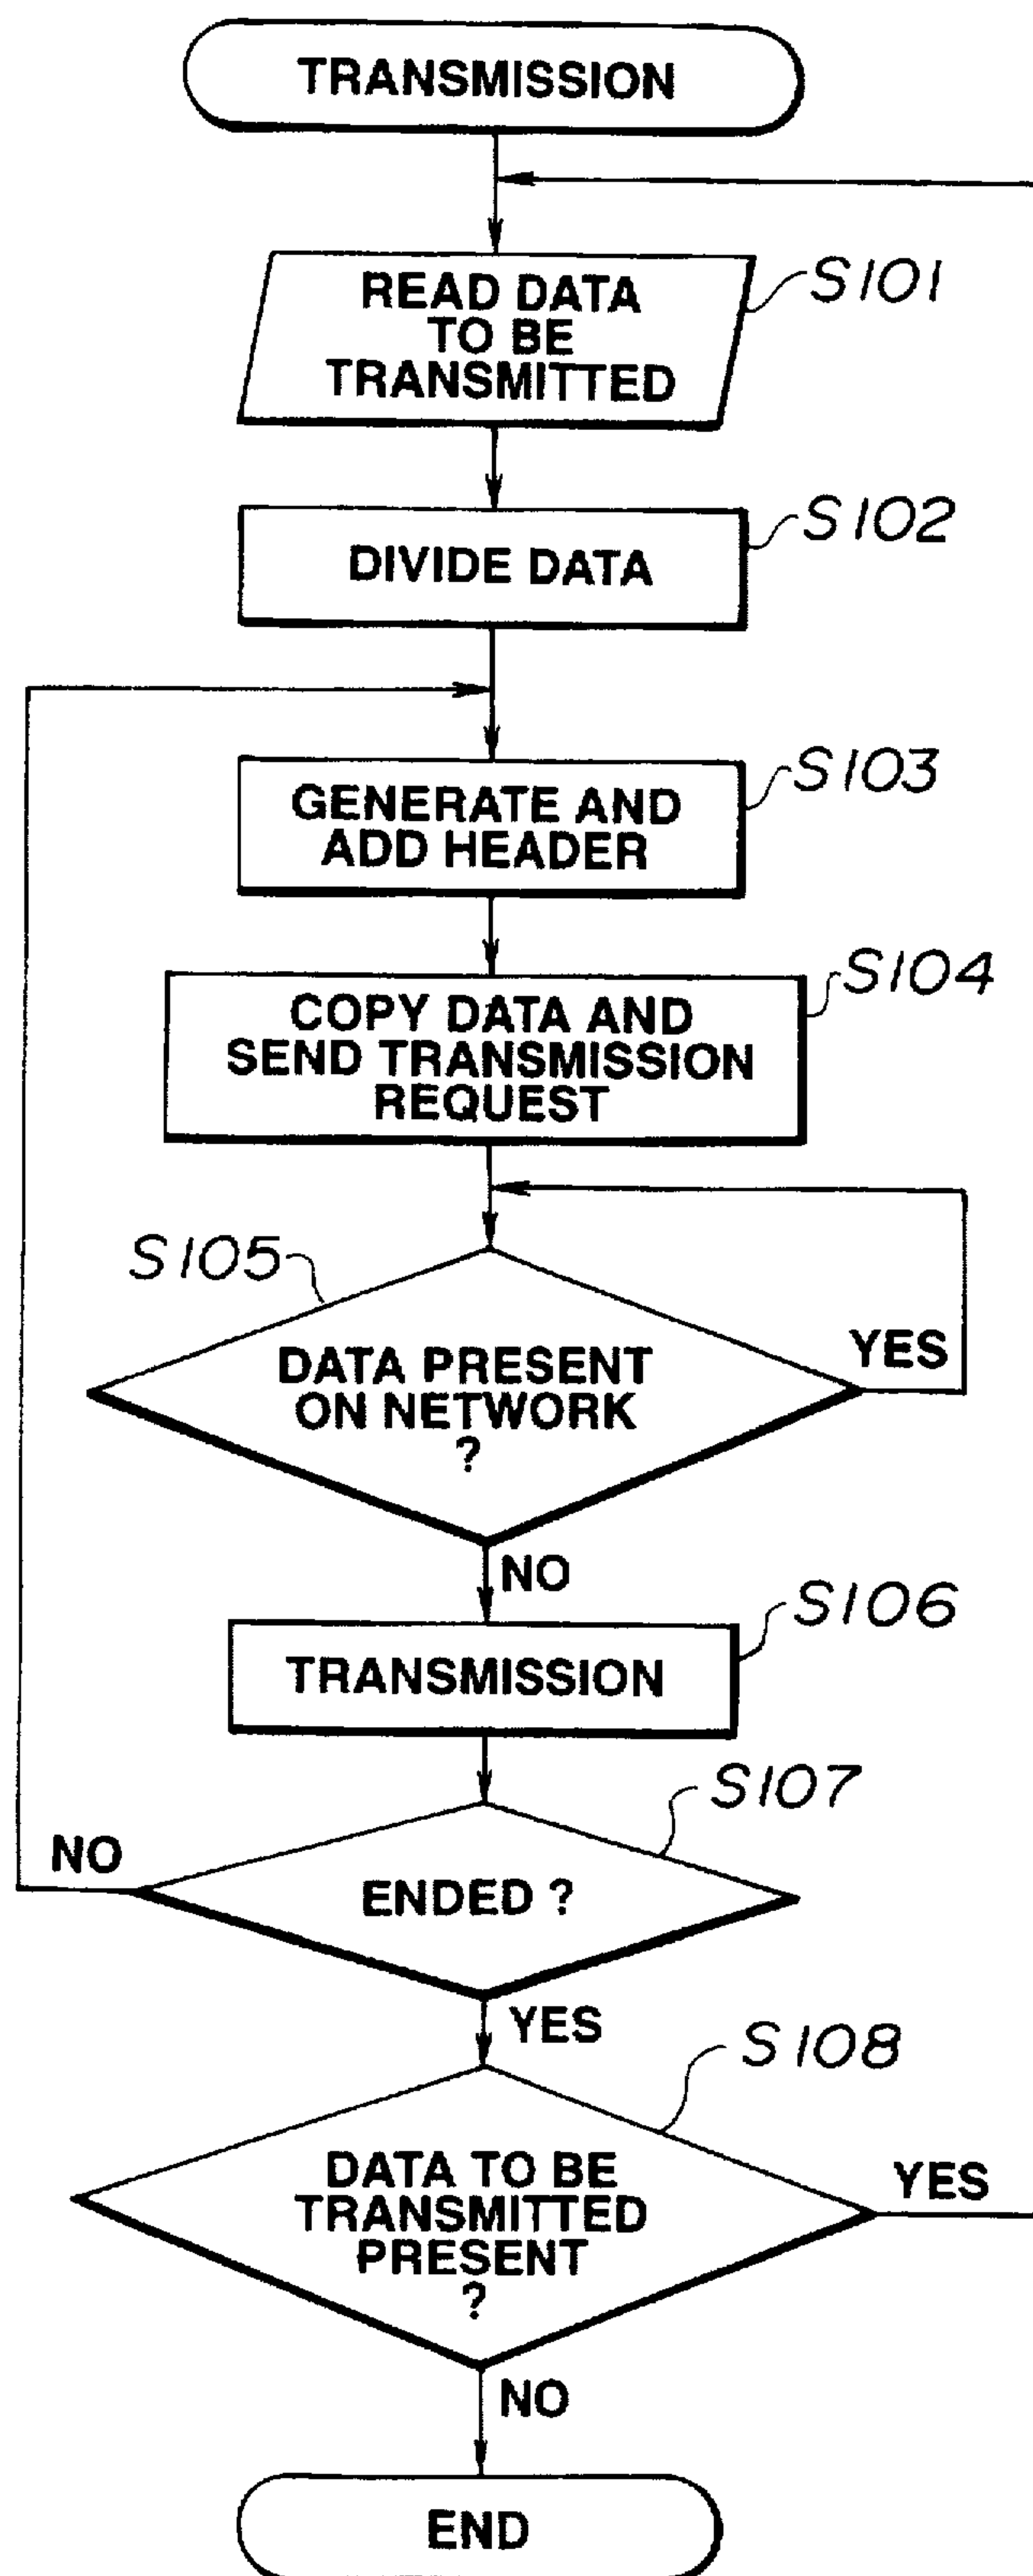 TRANSMISSION
READ DATA
TO BE
TRANSMITTED
S101
DIVIDE DATA
S102
GENERATE AND
ADD HEADER
S103
COPY DATA AND
SEND TRANSMISSION
REQUEST
S104
S105
DATA PRESENT
ON NETWORK
?
YES
NO
TRANSMISSION
S106
S107
NO
ENDED ?
YES
S108
DATA TO BE
TRANSMITTED
PRESENT
?
YES
NO
END